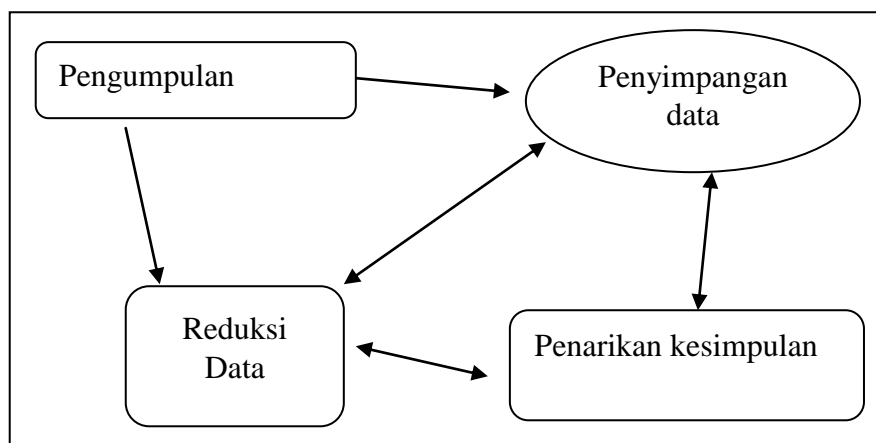 Pengumpulan
Penyimpangan
data
Reduksi
Data
Penarikan kesimpulan